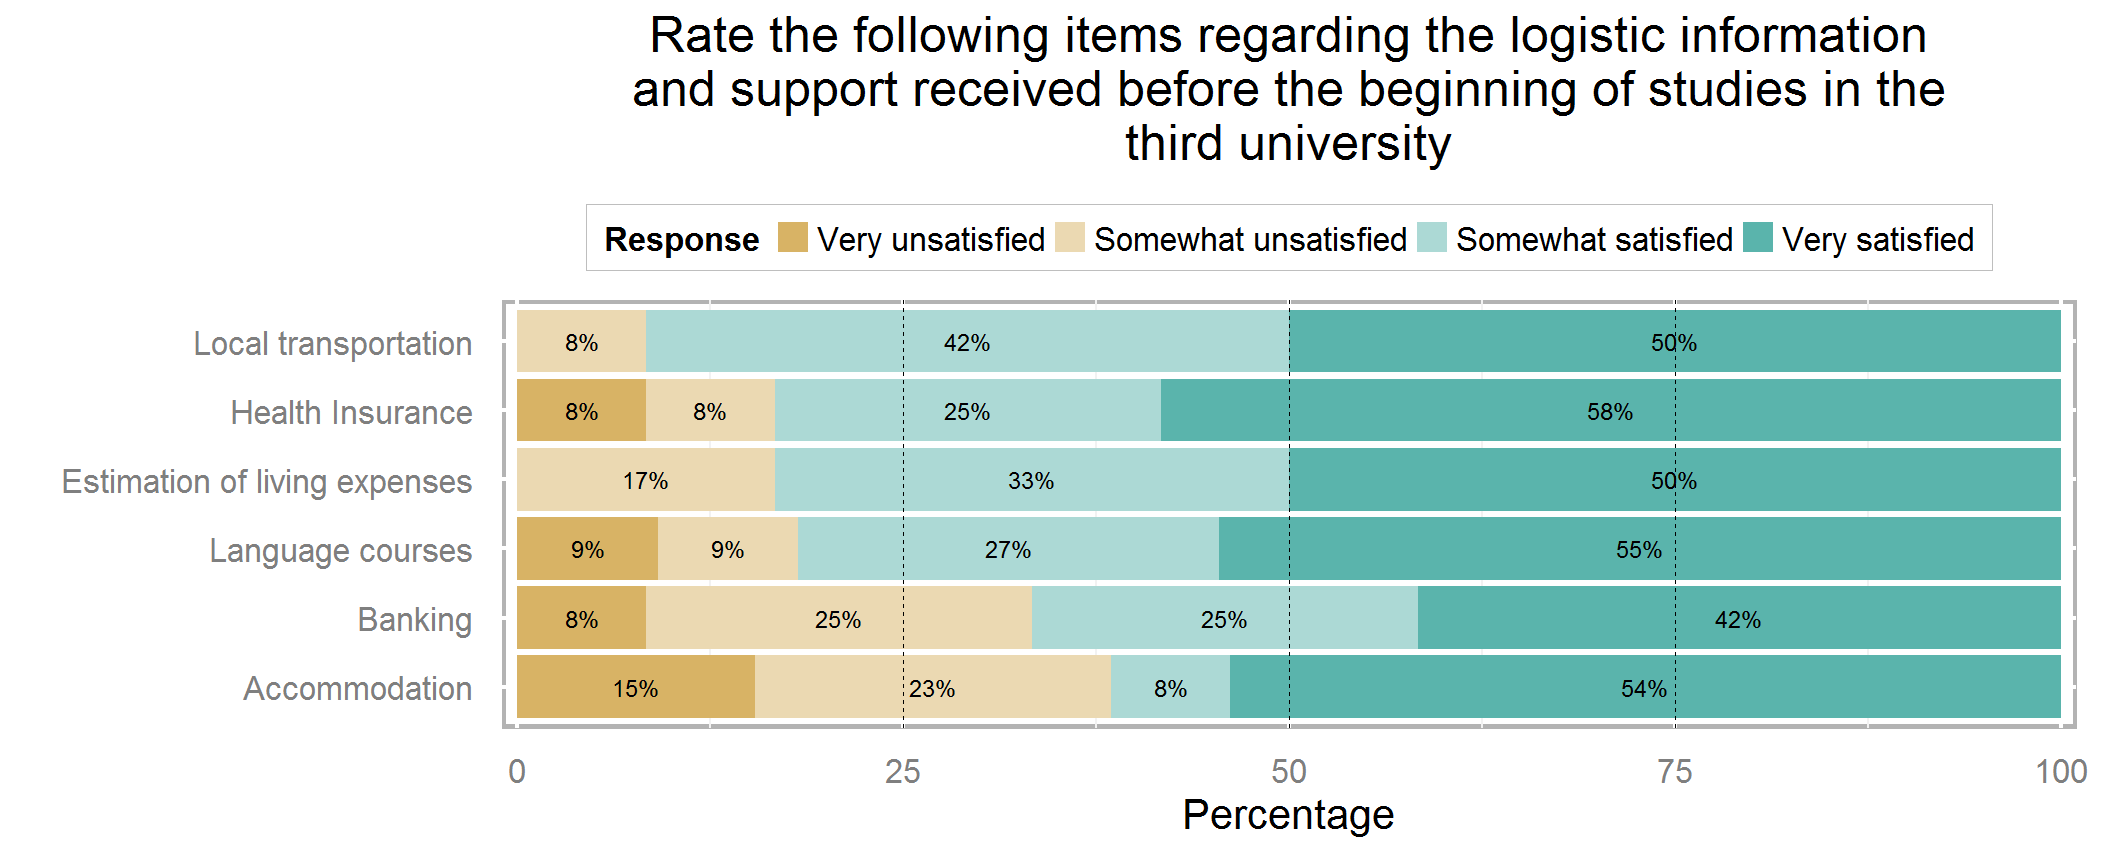 Rate the following items regarding the logistic information
and support received before the beginning of studies in the
third university
Response Very unsatisfied Somewhat unsatisfied Somewhat satisfied Very satisfied
Local transportation 8% 42% 50%
Health Insurance 8% 8% 25% 58%
Estimation of living expenses 17% 33% 50%
Language courses 9% 9% 27% 55%
Banking 8% 25% 25% 42%
Accommodation 15% 23% 8% 54%
0 25 50 75 100
Percentage